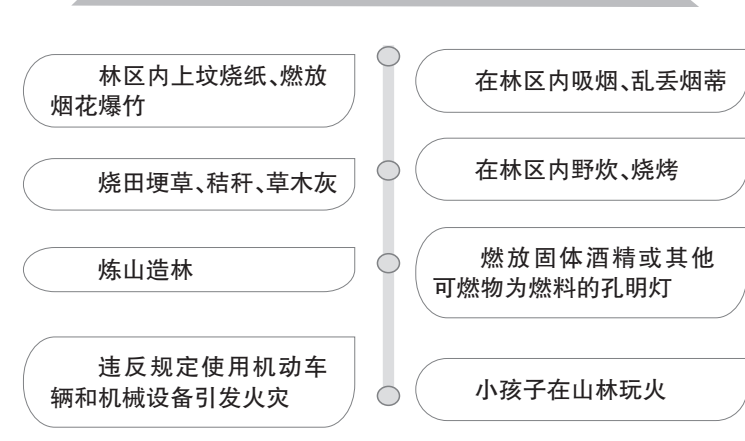 林区内上坟烧纸、燃放
烟花爆竹
在林区内吸烟、乱丢烟蒂
烧田埂草、秸秆、草木灰
在林区内野炊、烧烤
炼山造林
燃放固体酒精或其他
可燃物为燃料的孔明灯
违反规定使用机动车
辆和机械设备引发火灾
小孩子在山林玩火